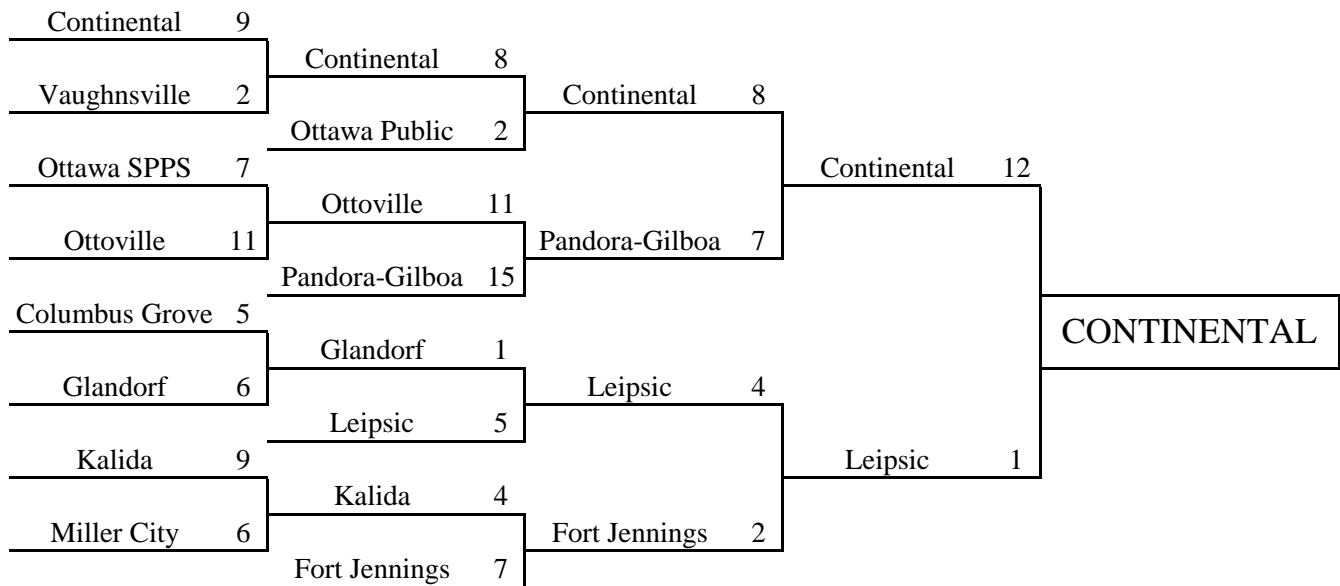 Continental 9
Vaughnsville 2
Ottawa SPPS 7
Ottoville 11
Columbus Grove 5
Glandorf 6
Kalida 9
Miller City 6
Continental 8
Ottawa Public 2
Ottoville 11
Pandora-Gilboa 15
Glandorf 1
Leipsic 5
Kalida 4
Fort Jennings 7
Continental 8
Pandora-Gilboa 7
Leipsic 4
Fort Jennings 2
Continental 12
Leipsic 1
CONTINENTAL